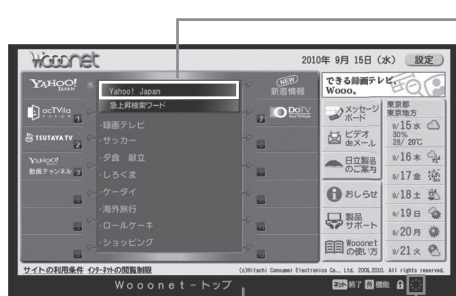 Wooonet
2010年 9月 15日（水） 設定
YAHOO!
JAPAN
acTVila
1
TSUTAYA TV
2
YAHOO!
JAPAN
動画チャンネル
3
Yahoo! Japan
急上昇検索ワード
·録画テレビ
·サッカー
·夕食 献立
·しろくま
·ケータイ
·海外旅行
·ロールケーキ
·ショッピング
NEW
新着情報
DoTV
7
できる録画テレビ、
Wooo。
メッセージ
ボード
ビデオ
deメール
日立製品
のご案内
おしらせ
製品
サポート
Wooonet
の使い方
東京都
東京地方
9/15 水
30%
28/ 20℃
9/16 木
9/17 金
9/18 土
9/19 日
9/20 月
9/21 火
サイトの利用条件 インターネットの閲覧制限
(c)Hitachi Consumer Electronics Co., Ltd. 2008,2010. All rights reserved.
Wooonet-トップ
終了 機能